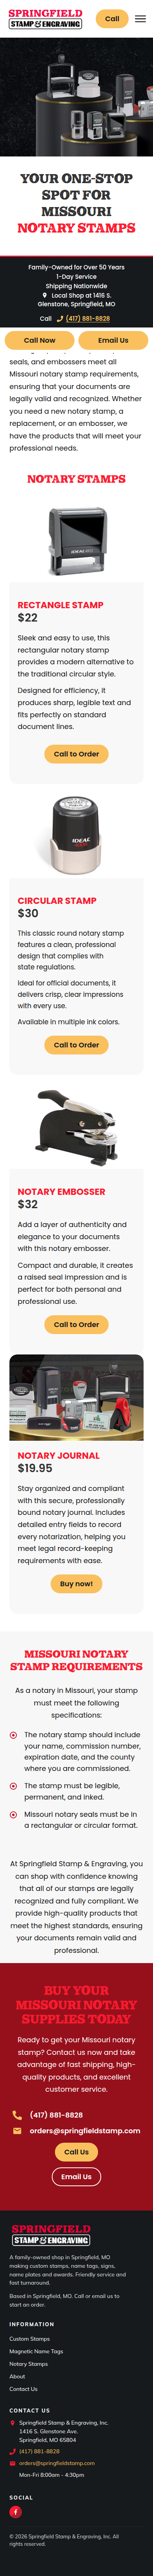 SPRINGFIELD
STAMP & ENGRAVING
Call
YOUR ONE-STOP
SPOT FOR
MISSOURI
NOTARY STAMPS
Family-Owned for Over 50 Years
1-Day Service
Shipping Nationwide
Local Shop at 1416 S.
Glenstone, Springfield, MO
Call (417) 881-8828
Call Now
Email Us
seals, and embossers meet all
Missouri notary stamp requirements,
ensuring that your documents are
legally valid and recognized. Whether
you need a new notary stamp, a
replacement, or an embosser, we
have the products that will meet your
professional needs.
NOTARY STAMPS
RECTANGLE STAMP
$22
Sleek and easy to use, this
rectangular notary stamp
provides a modern alternative to
the traditional circular style.
Designed for efficiency, it
produces sharp, legible text and
fits perfectly on standard
document lines.
Call to Order
IDEAL
CIRCULAR STAMP
$30
This classic round notary stamp
features a clean, professional
design that complies with
state regulations.
Ideal for official documents, it
delivers crisp, clear impressions
with every use.
Available in multiple ink colors.
Call to Order
NOTARY EMBOSSER
$32
Add a layer of authenticity and
elegance to your documents
with this notary embosser.
Compact and durable, it creates
a raised seal impression and is
perfect for both personal and
professional use.
Call to Order
NOTARY JOURNAL
$19.95
Stay organized and compliant
with this secure, professionally
bound notary journal. Includes
detailed entry fields to record
every notarization, helping you
meet legal record-keeping
requirements with ease.
Buy now!
MISSOURI NOTARY
STAMP REQUIREMENTS
As a notary in Missouri, your stamp
must meet the following
specifications:
The notary stamp should include
your name, commission number,
expiration date, and the county
where you are commissioned.
The stamp must be legible,
permanent, and inked.
Missouri notary seals must be in
a rectangular or circular format.
At Springfield Stamp & Engraving, you
can shop with confidence knowing
that all of our stamps are legally
recognized and fully compliant. We
provide high-quality products that
meet the highest standards, ensuring
your documents remain valid and
professional.
BUY YOUR
MISSOURI NOTARY
SUPPLIES TODAY
Ready to get your Missouri notary
stamp? Contact us now and take
advantage of fast shipping, high-
quality products, and excellent
customer service.
(417) 881-8828
orders@springfieldstamp.com
Call Us
Email Us
SPRINGFIELD
STAMP & ENGRAVING
A family-owned shop in Springfield, MO
making custom stamps, name tags, signs,
name plates and awards. Friendly service and
fast turnaround.
Based in Springfield, MO. Call or email us to
start an order.
INFORMATION
Custom Stamps
Magnetic Name Tags
Notary Stamps
About
Contact Us
CONTACT US
Springfield Stamp & Engraving, Inc.
1416 S. Glenstone Ave.
Springfield, MO 65804
(417) 881-8828
orders@springfieldstamp.com
Mon-Fri 8:00am - 4:30pm
SOCIAL
© 2026 Springfield Stamp & Engraving, Inc. All
rights reserved.